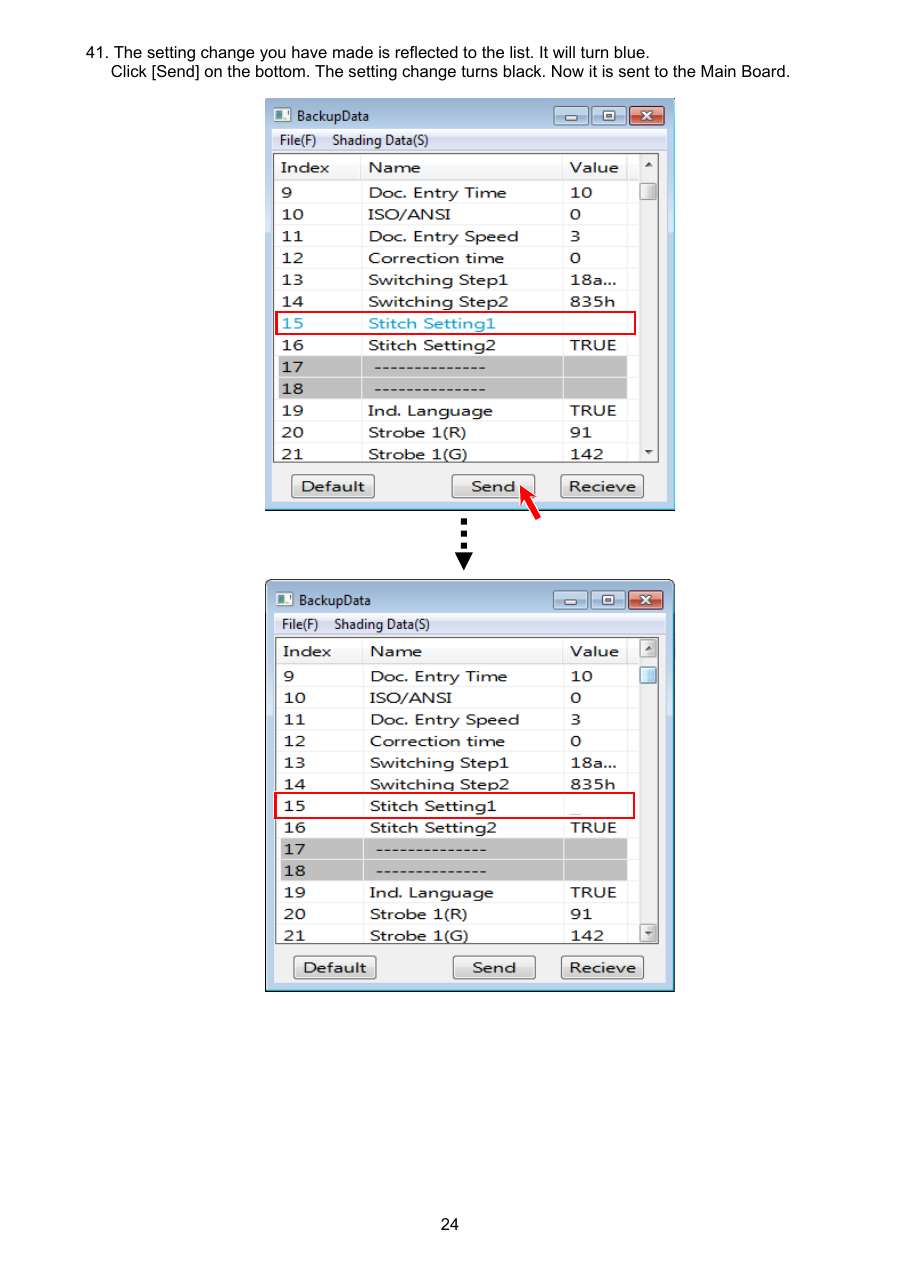 41. The setting change you have made is reflected to the list. It will turn blue.
Click [Send] on the bottom. The setting change turns black. Now it is sent to the Main Board.
BackupData
File(F) Shading Data(S)
Index Name Value
9 Doc. Entry Time 10
10 ISO/ANSI 0
11 Doc. Entry Speed 3
12 Correction time 0
13 Switching Step1 18a...
14 Switching Step2 835h
15 Stitch Setting1
16 Stitch Setting2 TRUE
17 --------------
18 --------------
19 Ind. Language TRUE
20 Strobe 1(R) 91
21 Strobe 1(G) 142
Default Send Recieve
BackupData
File(F) Shading Data(S)
Index Name Value
9 Doc. Entry Time 10
10 ISO/ANSI 0
11 Doc. Entry Speed 3
12 Correction time 0
13 Switching Step1 18a...
14 Switching Step2 835h
15 Stitch Setting1 _
16 Stitch Setting2 TRUE
17 --------------
18 --------------
19 Ind. Language TRUE
20 Strobe 1(R) 91
21 Strobe 1(G) 142
Default Send Recieve
24